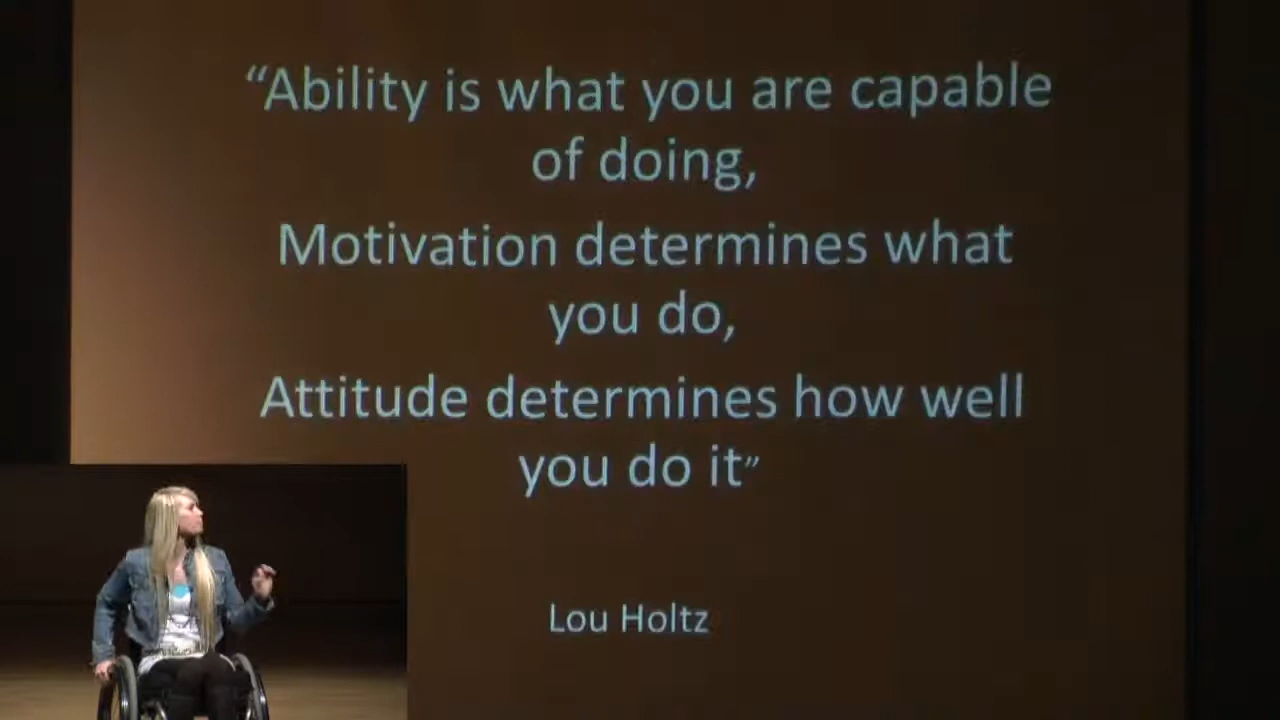 “Ability is what you are capable
of doing,
Motivation determines what
you do,
Attitude determines how well
you do it”
Lou Holtz